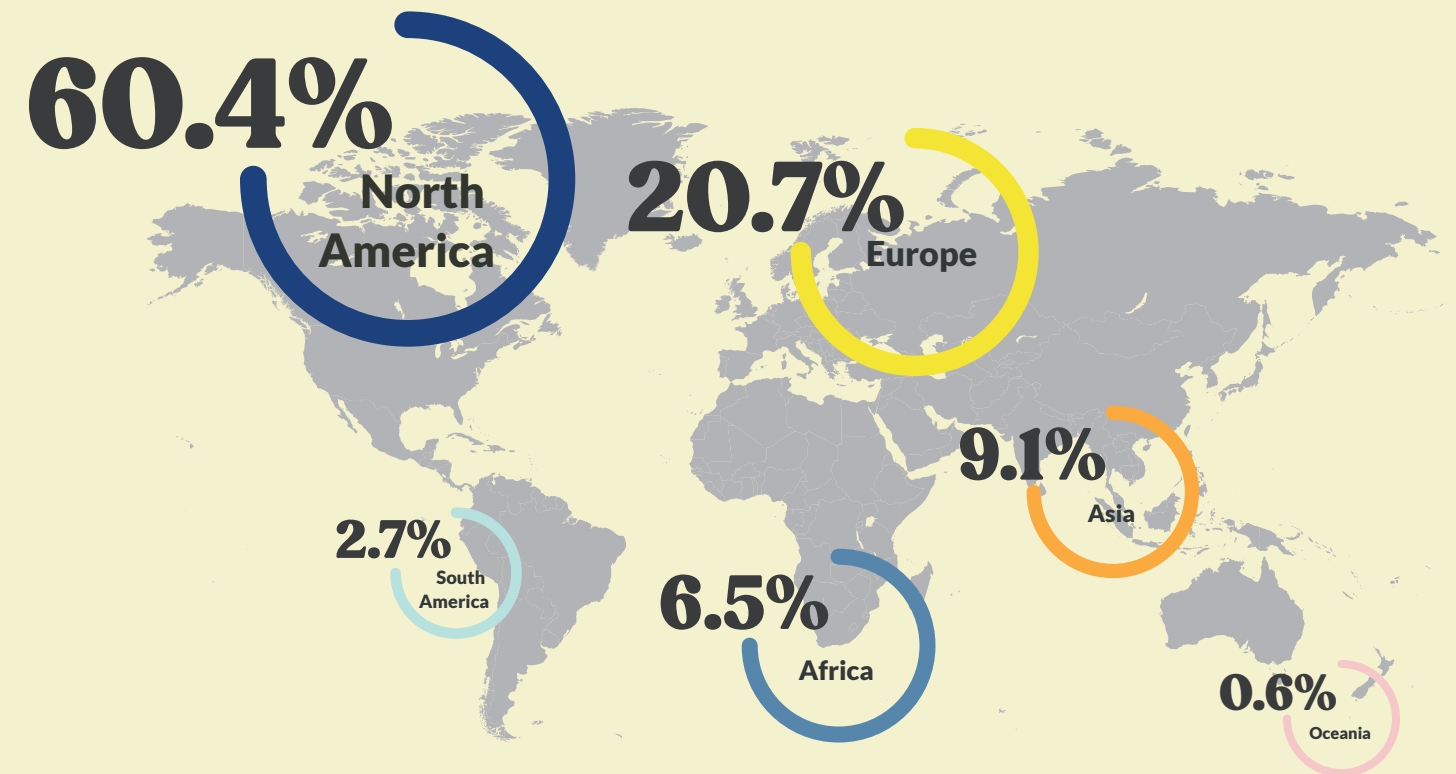 60.4%
North
America
20.7%
Europe
9.1%
Asia
2.7%
South
America
6.5%
Africa
0.6%
Oceania